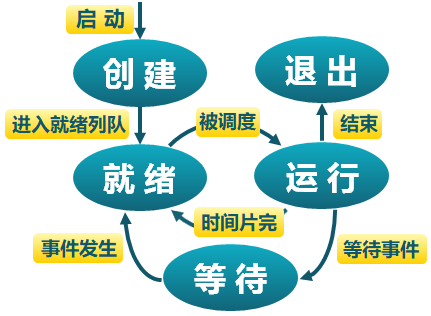 启动
创建
退出
进入就绪列队
被调度
结束
就绪
运行
时间片完
事件发生
等待
等待事件